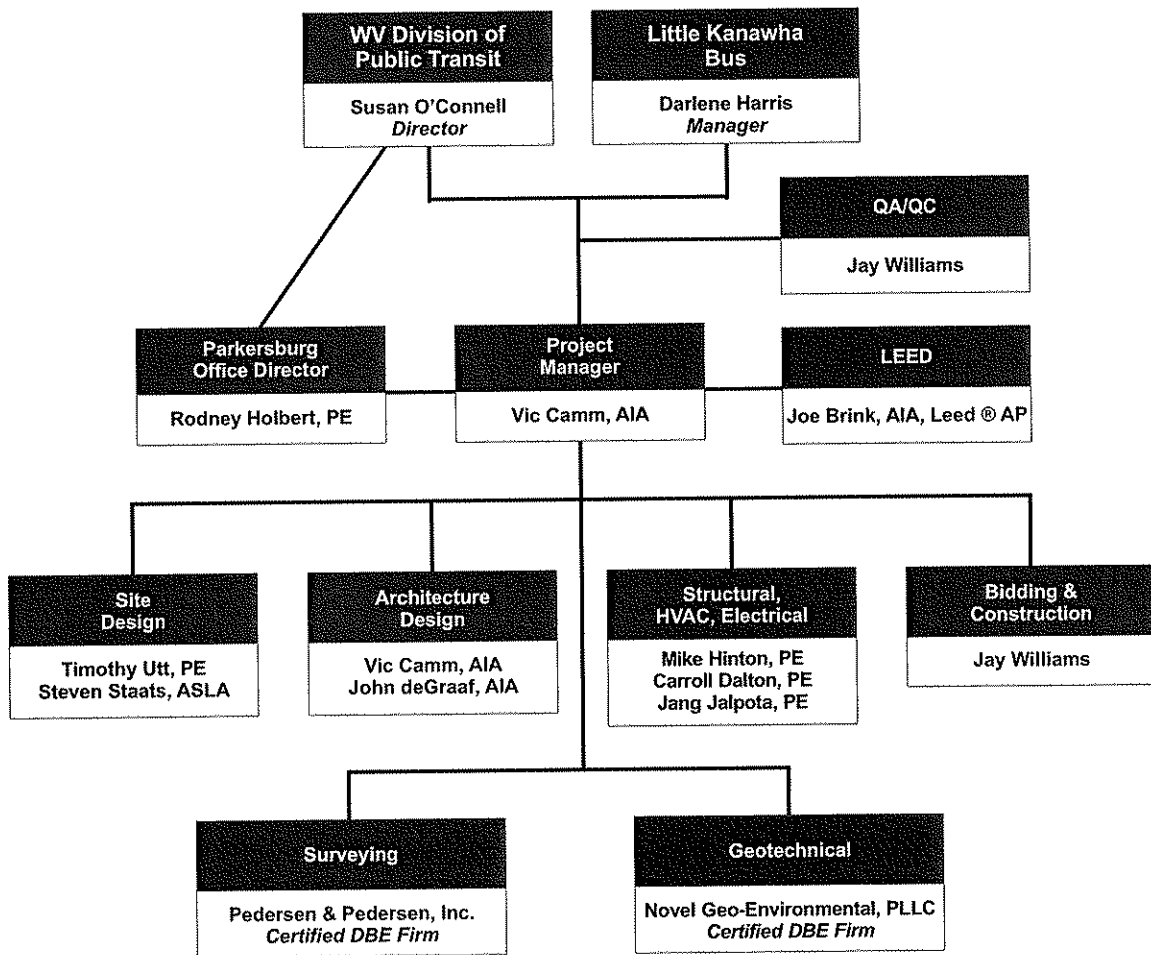 WV Division of
Public Transit
Susan O'Connell
Director
Little Kanawha
Bus
Darlene Harris
Manager
QA/QC
Jay Williams
Parkersburg
Office Director
Rodney Holbert, PE
Project
Manager
Vic Camm, AIA
LEED
Joe Brink, AIA, Leed ® AP
Site
Design
Timothy Utt, PE
Steven Staats, ASLA
Architecture
Design
Vic Camm, AIA
John deGraaf, AIA
Structural,
HVAC, Electrical
Mike Hinton, PE
Carroll Dalton, PE
Jang Jalpota, PE
Bidding &
Construction
Jay Williams
Surveying
Pedersen & Pedersen, Inc.
Certified DBE Firm
Geotechnical
Novel Geo-Environmental, PLLC
Certified DBE Firm